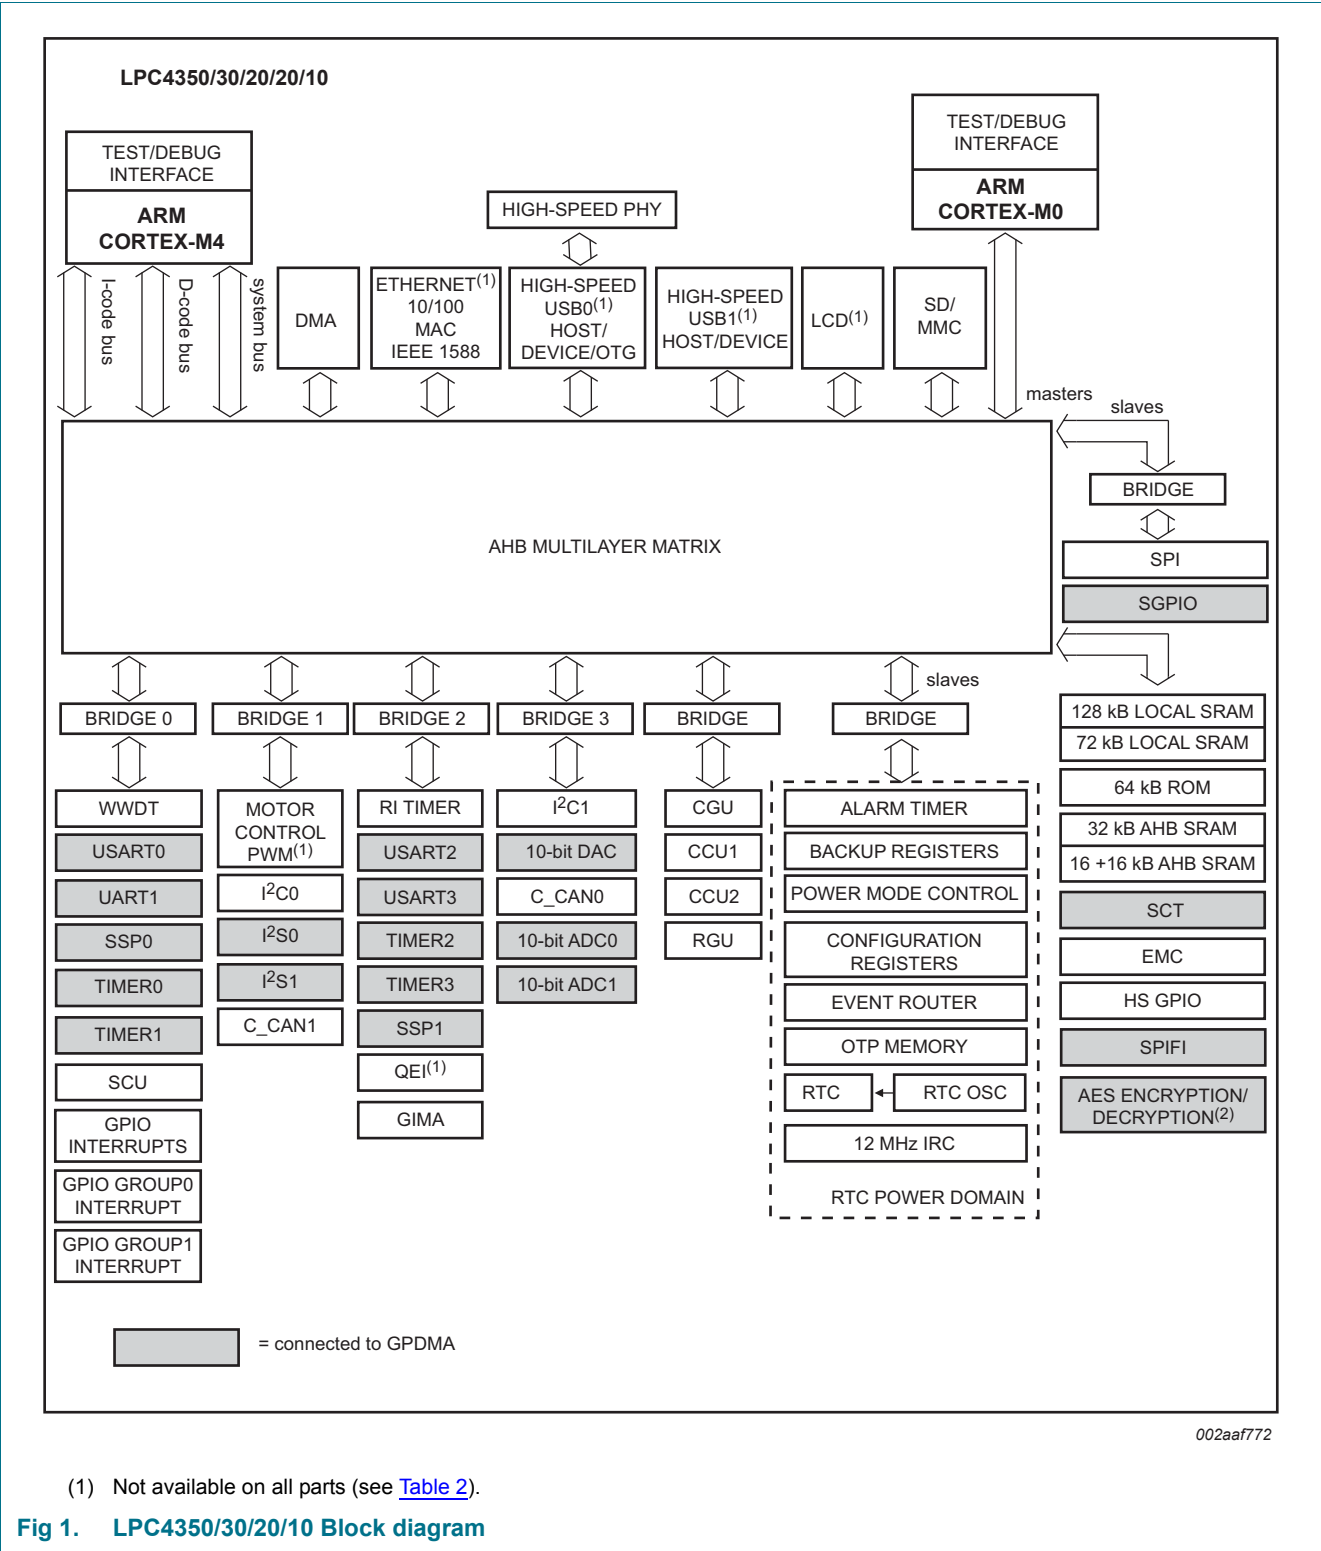 LPC4350/30/20/20/10
TEST/DEBUG
INTERFACE
ARM
CORTEX-M4
TEST/DEBUG
INTERFACE
ARM
CORTEX-M0
HIGH-SPEED PHY
I-code bus
D-code bus
system bus
DMA
ETHERNET(1)
10/100
MAC
IEEE 1588
HIGH-SPEED
USB0(1)
HOST/
DEVICE/OTG
HIGH-SPEED
USB1(1)
HOST/DEVICE
LCD(1)
SD/
MMC
masters
slaves
BRIDGE
SPI
SGPIO
AHB MULTILAYER MATRIX
slaves
BRIDGE 0
BRIDGE 1
BRIDGE 2
BRIDGE 3
BRIDGE
BRIDGE
WWDT
USART0
UART1
SSP0
TIMER0
TIMER1
SCU
GPIO
INTERRUPTS
GPIO GROUP0
INTERRUPT
GPIO GROUP1
INTERRUPT
MOTOR
CONTROL
PWM(1)
I2C0
I2S0
I2S1
C_CAN1
RI TIMER
USART2
USART3
TIMER2
TIMER3
SSP1
QEI(1)
GIMA
I2C1
10-bit DAC
C_CAN0
10-bit ADC0
10-bit ADC1
CGU
CCU1
CCU2
RGU
ALARM TIMER
BACKUP REGISTERS
POWER MODE CONTROL
CONFIGURATION
REGISTERS
EVENT ROUTER
OTP MEMORY
RTC
RTC OSC
12 MHz IRC
RTC POWER DOMAIN
128 kB LOCAL SRAM
72 kB LOCAL SRAM
64 kB ROM
32 kB AHB SRAM
16 +16 kB AHB SRAM
SCT
EMC
HS GPIO
SPIFI
AES ENCRYPTION/
DECRYPTION(2)
= connected to GPDMA
002aaf772
(1) Not available on all parts (see Table 2).
Fig 1. LPC4350/30/20/10 Block diagram